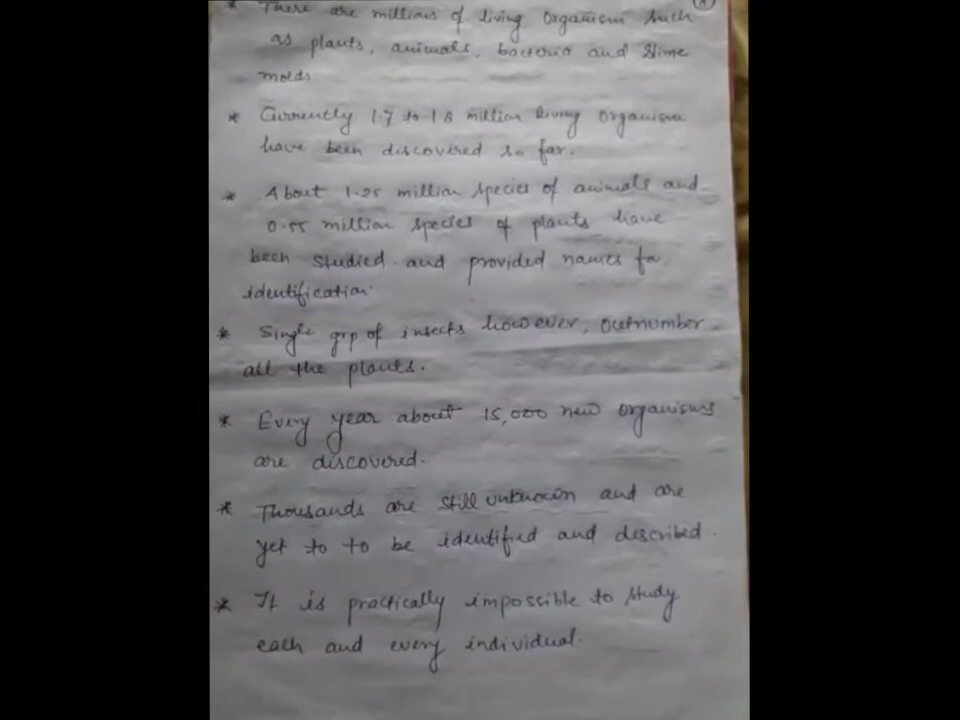 * There are millions of living organism such
as plants, animals, bacteria and slime
molds
* Currently 1.7 to 1.8 million living organism
have been discovered so far.
* About 1.25 million species of animals and
0.55 million species of plants have
been studied and provided names for
identification.
* Single grp of insects however, outnumber
all the plants.
* Every year about 15,000 new organisms
are discovered.
* Thousands are still unknown and are
yet to to be identified and described.
* It is practically impossible to study
each and every individual.